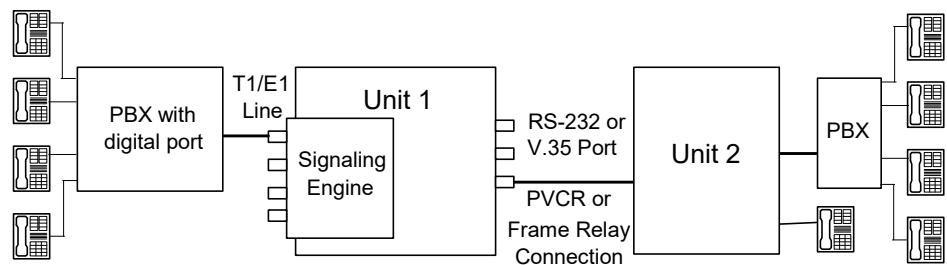 PBX with
digital port
T1/E1
Line
Unit 1
Signaling
Engine
RS-232 or
V.35 Port
PVCR or
Frame Relay
Connection
Unit 2
PBX